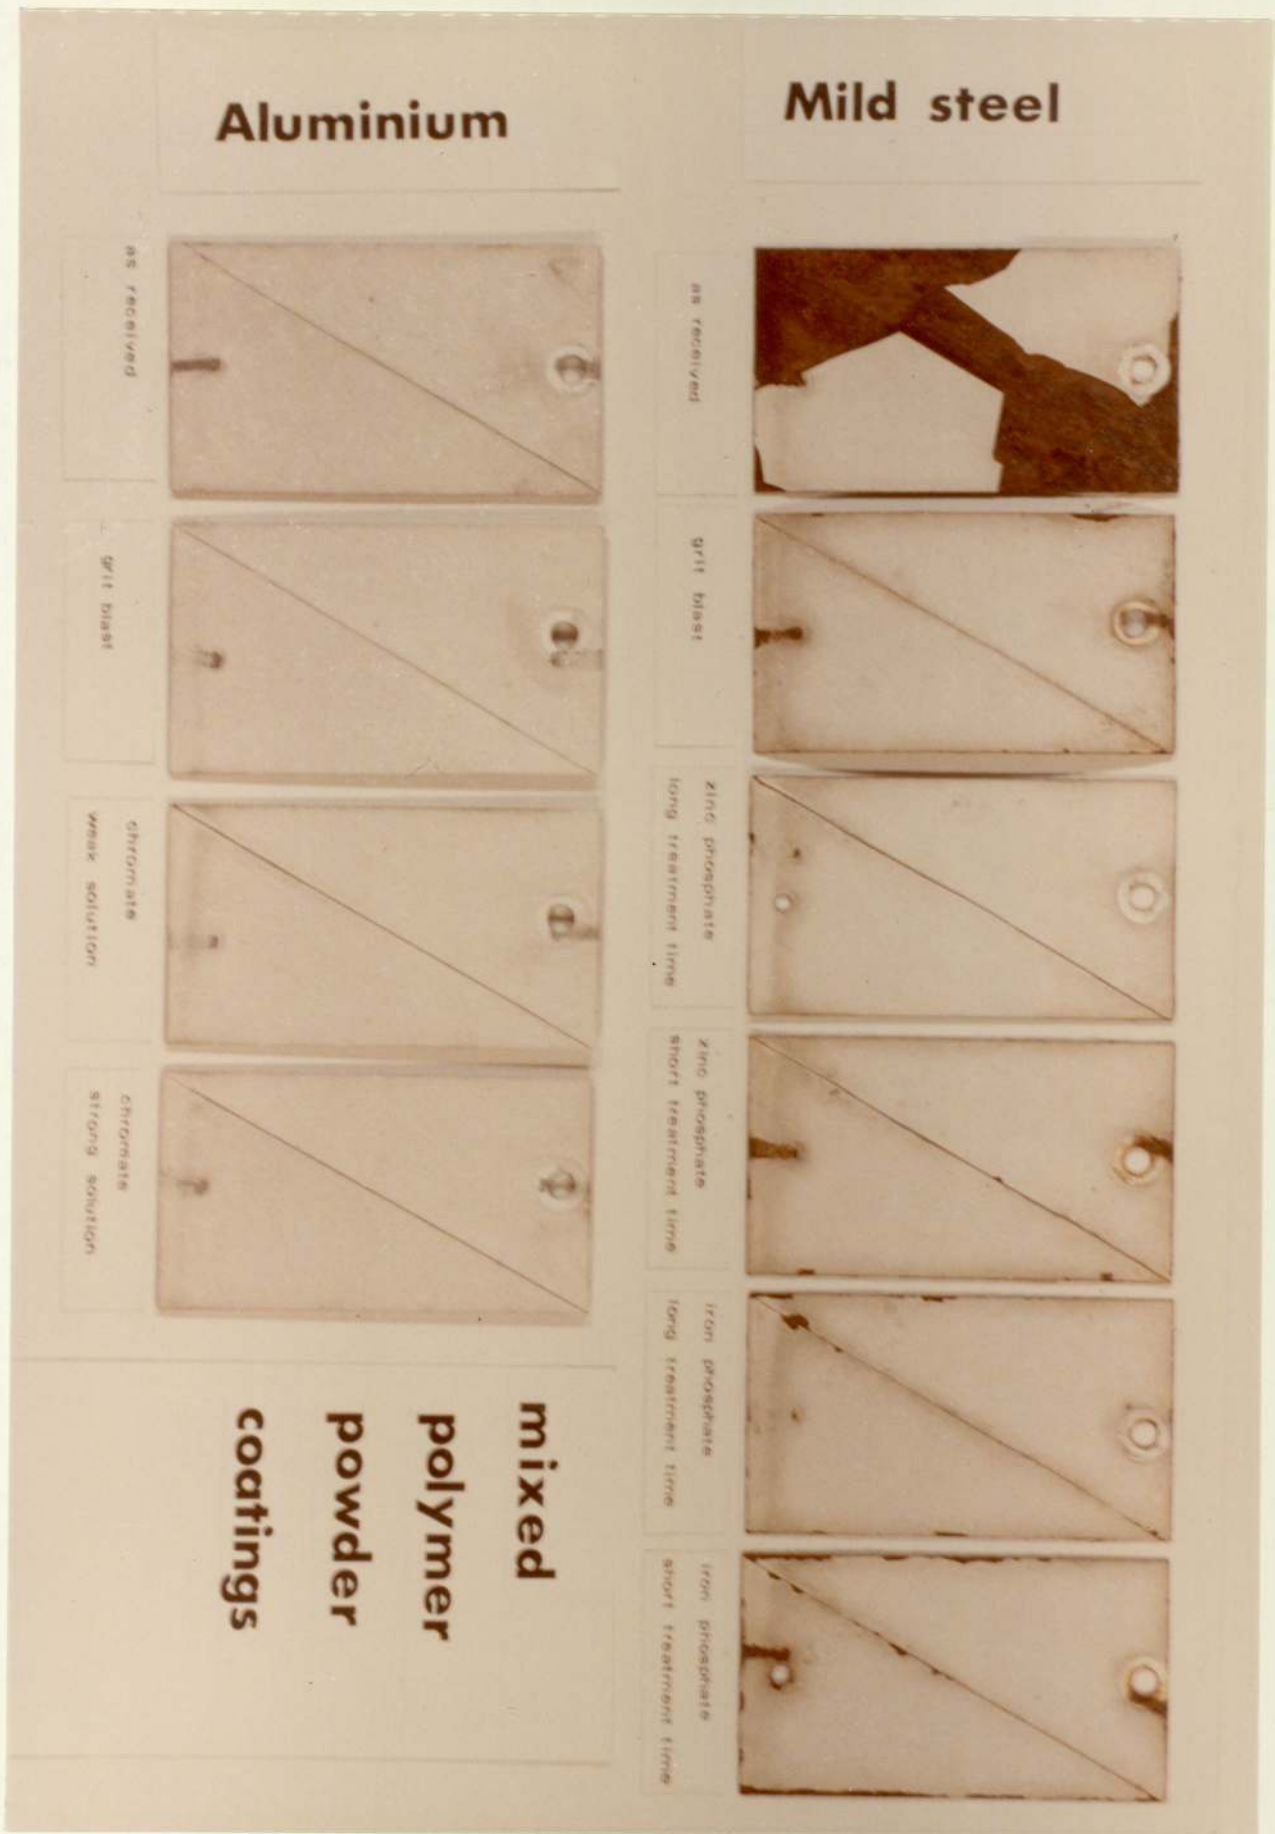 Aluminium
as received
grit blast
chromate
weak solution
chromate
strong solution
mixed
polymer
powder
coatings
Mild steel
as received
grit blast
zinc phosphate
long treatment time
zinc phosphate
short treatment time
iron phosphate
long treatment time
iron phosphate
short treatment time